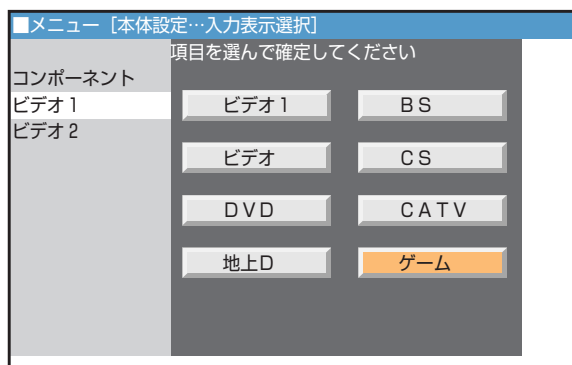 ■メニュー［本体設定…入力表示選択］
項目を選んで確定してください
コンポーネント
ビデオ1
ビデオ2
ビデオ1
BS
ビデオ
CS
DVD
CATV
地上D
ゲーム